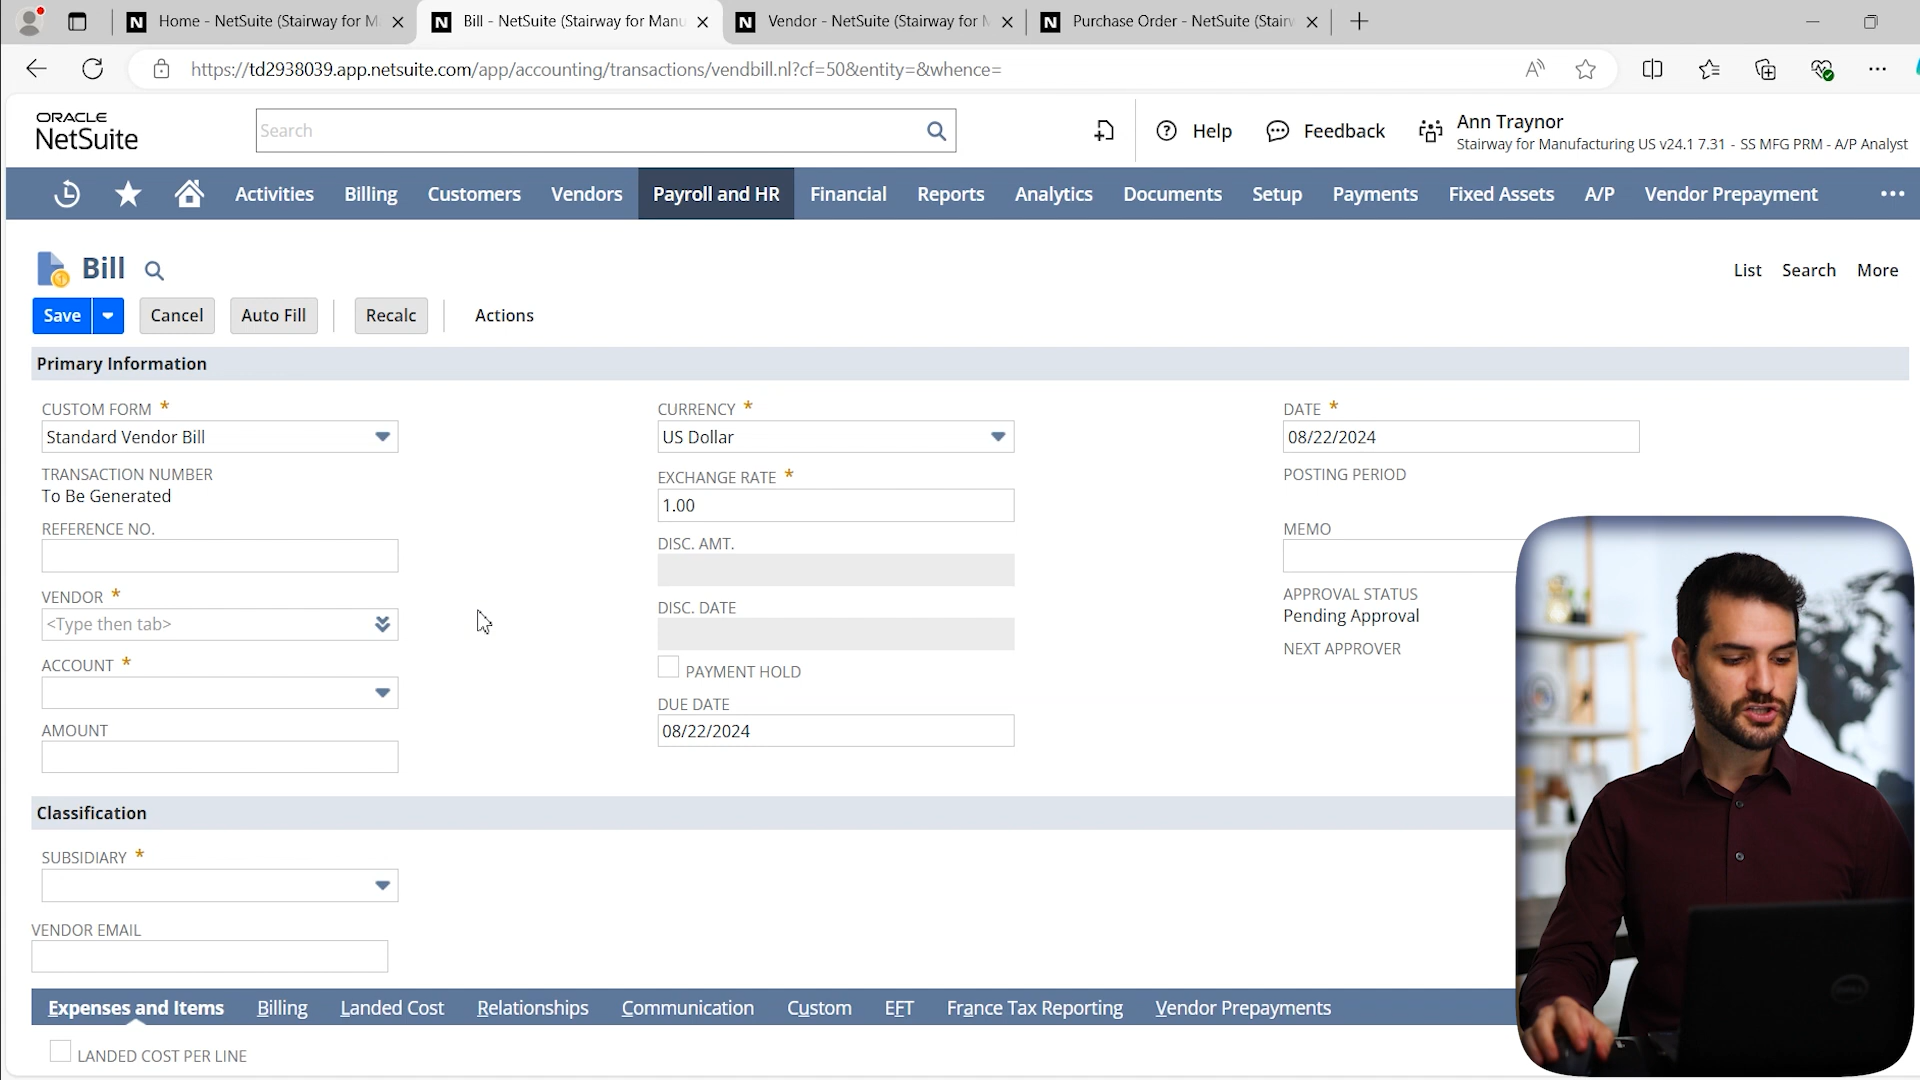 Home - NetSuite (Stairway for M
Bill - NetSuite (Stairway for Manu
Vendor - NetSuite (Stairway for M
Purchase Order - NetSuite (Stairw
https://td2938039.app.netsuite.com/app/accounting/transactions/vendbill.nl?cf=50&entity=&whence=
ORACLE
NetSuite
Search
Help
Feedback
Ann Traynor
Stairway for Manufacturing US v24.1 7.31 - SS MFG PRM - A/P Analyst
Activities Billing Customers Vendors Payroll and HR Financial Reports Analytics Documents Setup Payments Fixed Assets A/P Vendor Prepayment
Bill
List Search More
Save Cancel Auto Fill Recalc Actions
Primary Information
CUSTOM FORM *
Standard Vendor Bill
TRANSACTION NUMBER
To Be Generated
REFERENCE NO.
VENDOR *
<Type then tab>
ACCOUNT *
AMOUNT
CURRENCY *
US Dollar
EXCHANGE RATE *
1.00
DISC. AMT.
DISC. DATE
PAYMENT HOLD
DUE DATE
08/22/2024
DATE *
08/22/2024
POSTING PERIOD
MEMO
APPROVAL STATUS
Pending Approval
NEXT APPROVER
Classification
SUBSIDIARY *
VENDOR EMAIL
Expenses and Items Billing Landed Cost Relationships Communication Custom EFT France Tax Reporting Vendor Prepayments
LANDED COST PER LINE